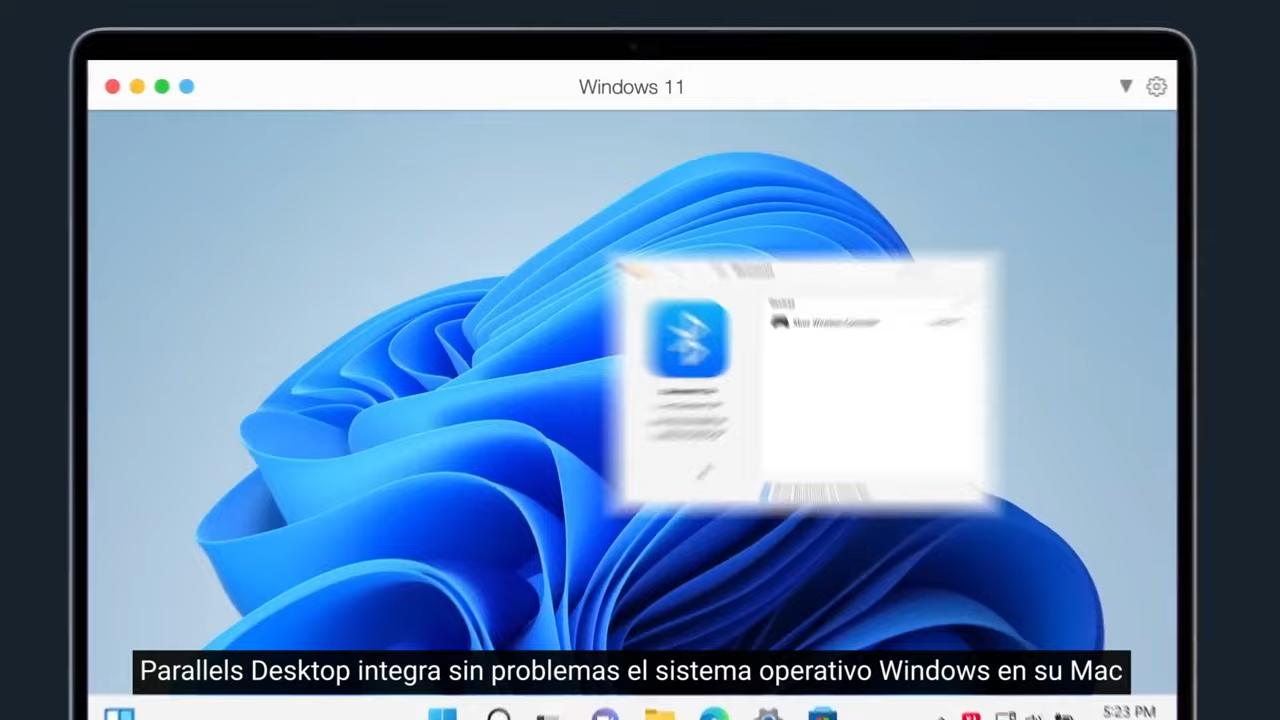 Windows 11
Parallels Desktop integra sin problemas el sistema operativo Windows en su Mac
5:23 PM